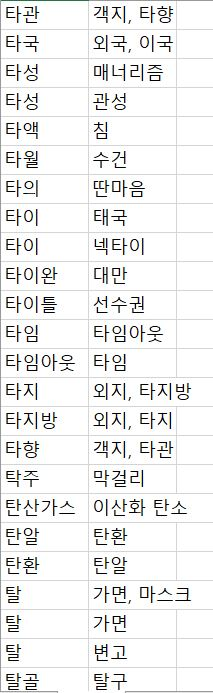 타관 객지, 타향
타국 외국, 이국
타성 매너리즘
타성 관성
타액 침
타월 수건
타의 딴마음
타이 태국
타이 넥타이
타이완 대만
타이틀 선수권
타임 타임아웃
타임아웃 타임
타지 외지, 타지방
타지방 외지, 타지
타향 객지, 타관
탁주 막걸리
탄산가스 이산화 탄소
탄알 탄환
탄환 탄알
탈 가면, 마스크
탈 가면
탈 변고
탈골 탈구